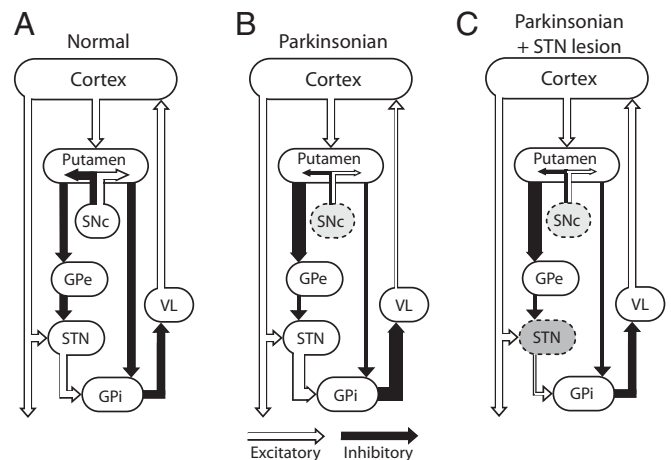 A
Normal
Cortex
Putamen
SNc
GPe
STN
VL
GPi
B
Parkinsonian
Cortex
Putamen
SNc
GPe
STN
VL
GPi
C
Parkinsonian
+ STN lesion
Cortex
Putamen
SNc
GPe
STN
VL
GPi
Excitatory
Inhibitory